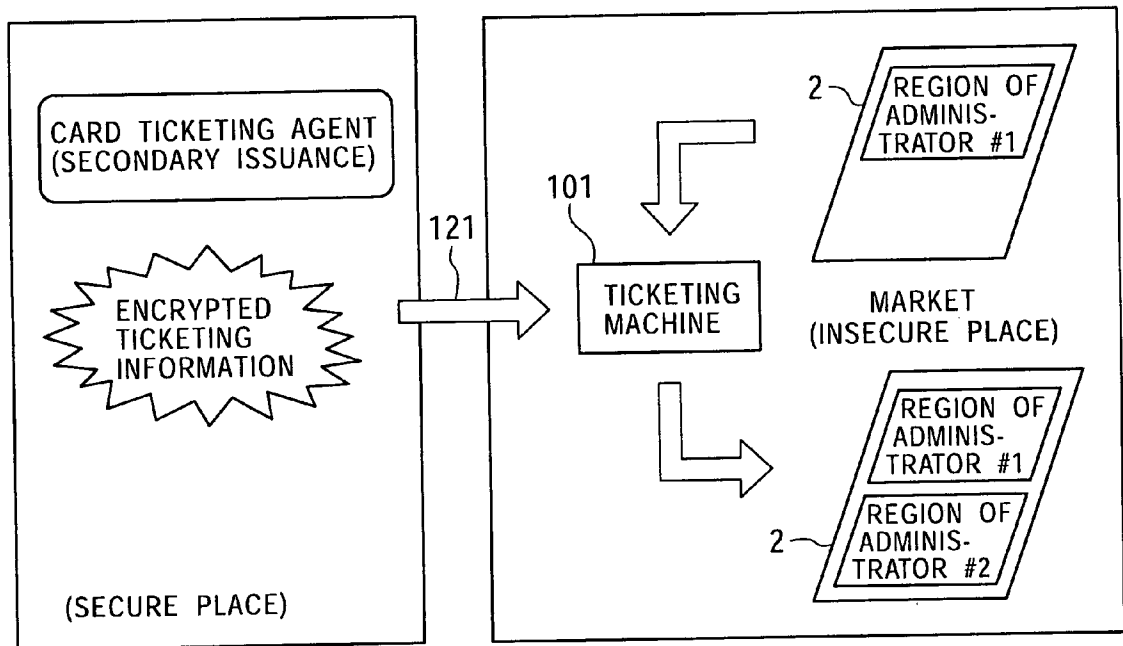 CARD TICKETING AGENT
(SECONDARY ISSUANCE)
ENCRYPTED
TICKETING
INFORMATION
(SECURE PLACE)
121
101
TICKETING
MACHINE
2
REGION OF
ADMINIS-
TRATOR #1
MARKET
(INSECURE PLACE)
REGION OF
ADMINIS-
TRATOR #1
2
REGION OF
ADMINIS-
TRATOR #2